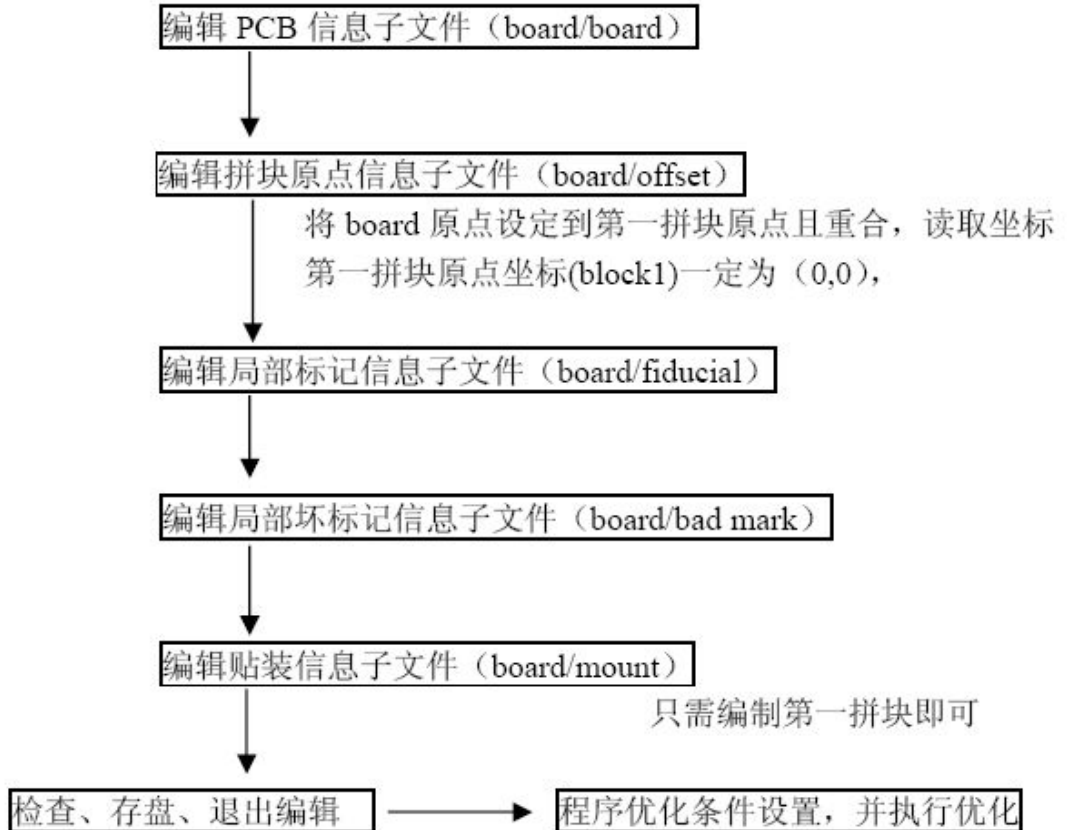 编辑 PCB 信息子文件（board/board）
编辑拼块原点信息子文件（board/offset）
将 board 原点设定到第一拼块原点且重合，读取坐标
第一拼块原点坐标(block1)一定为（0,0），
编辑局部标记信息子文件（board/fiducial）
编辑局部坏标记信息子文件（board/bad mark）
编辑贴装信息子文件（board/mount）
只需编制第一拼块即可
检查、存盘、退出编辑
程序优化条件设置，并执行优化